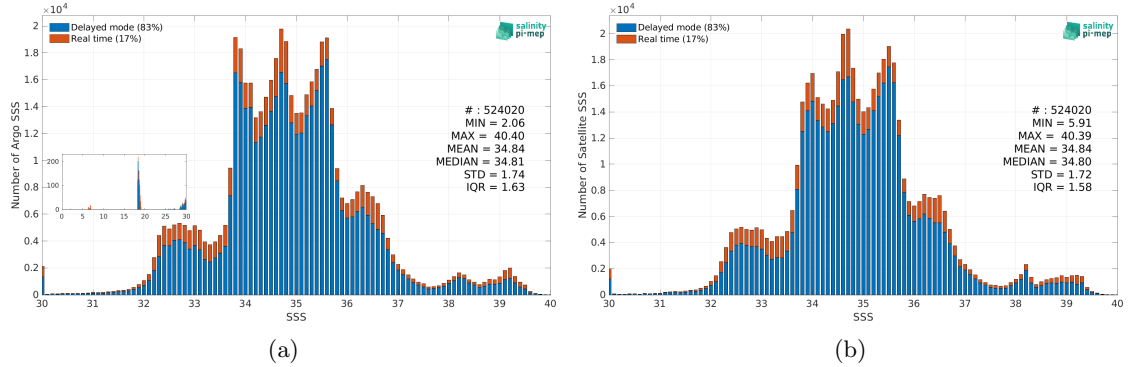 ×10⁴
Delayed mode (83%)
Real time (17%)
salinity
pi-mep
# : 524020
MIN = 2.06
MAX = 40.40
MEAN = 34.84
MEDIAN = 34.81
STD = 1.74
IQR = 1.63
Number of Argo SSS
2
1.8
1.6
1.4
1.2
1
0.8
0.6
0.4
0.2
0
200
100
0
0 5 10 15 20 25 30
30 31 32 33 34 35 36 37 38 39 40
SSS
(a)
×10⁴
Delayed mode (83%)
Real time (17%)
salinity
pi-mep
# : 524020
MIN = 5.91
MAX = 40.39
MEAN = 34.84
MEDIAN = 34.80
STD = 1.72
IQR = 1.58
Number of Satellite SSS
2
1.8
1.6
1.4
1.2
1
0.8
0.6
0.4
0.2
0
30 31 32 33 34 35 36 37 38 39 40
SSS
(b)